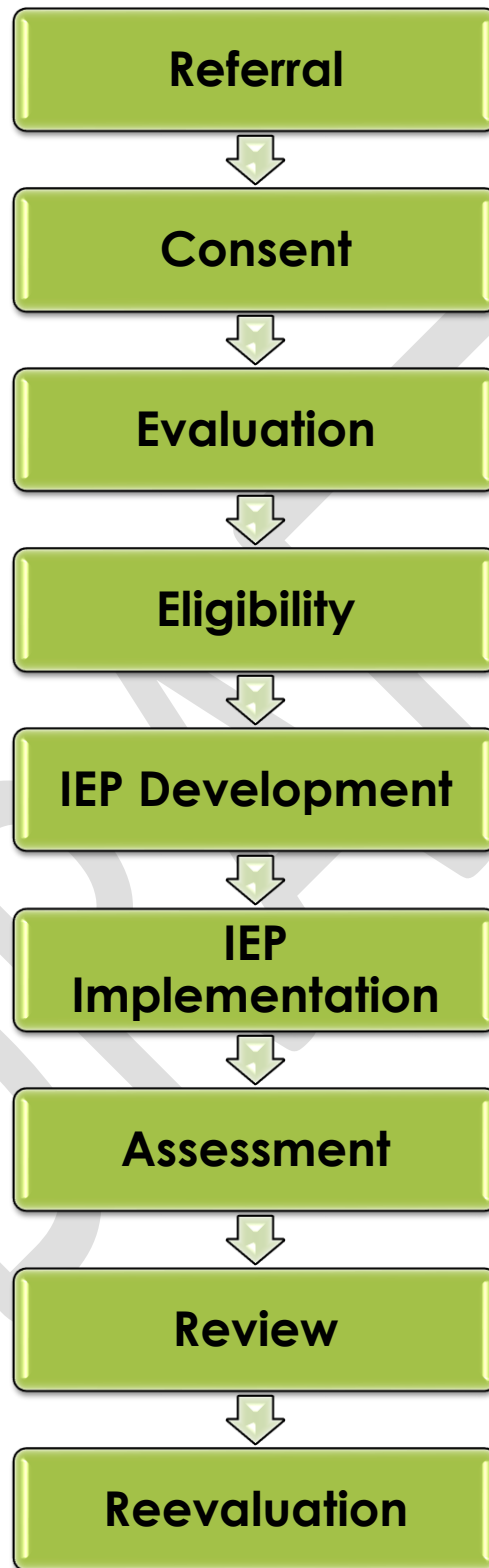 Referral
Consent
Evaluation
Eligibility
IEP Development
IEP
Implementation
Assessment
Review
Reevaluation